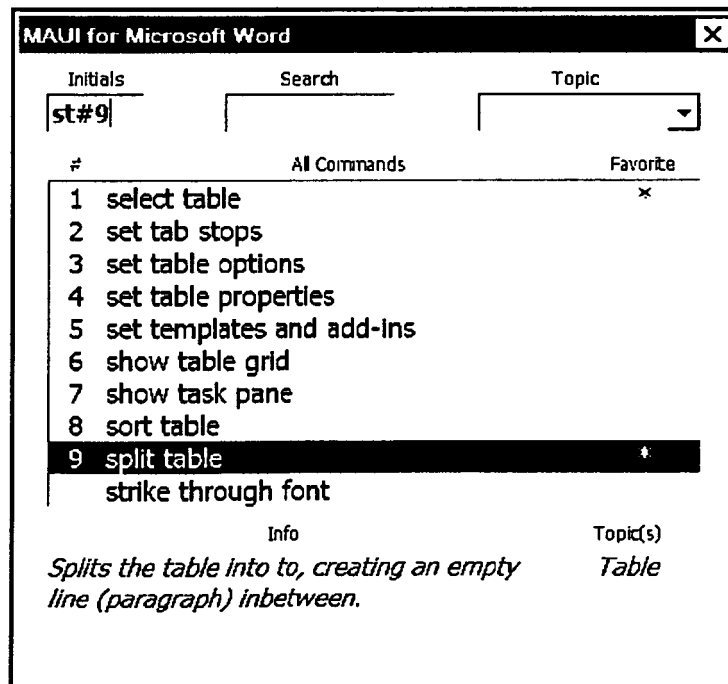 MAUI for Microsoft Word
Initials Search Topic
st#9
# All Commands Favorite
1 select table *
2 set tab stops
3 set table options
4 set table properties
5 set templates and add-ins
6 show table grid
7 show task pane
8 sort table
9 split table *
strike through font
Info Topic(s)
Splits the table into to, creating an empty Table
line (paragraph) inbetween.